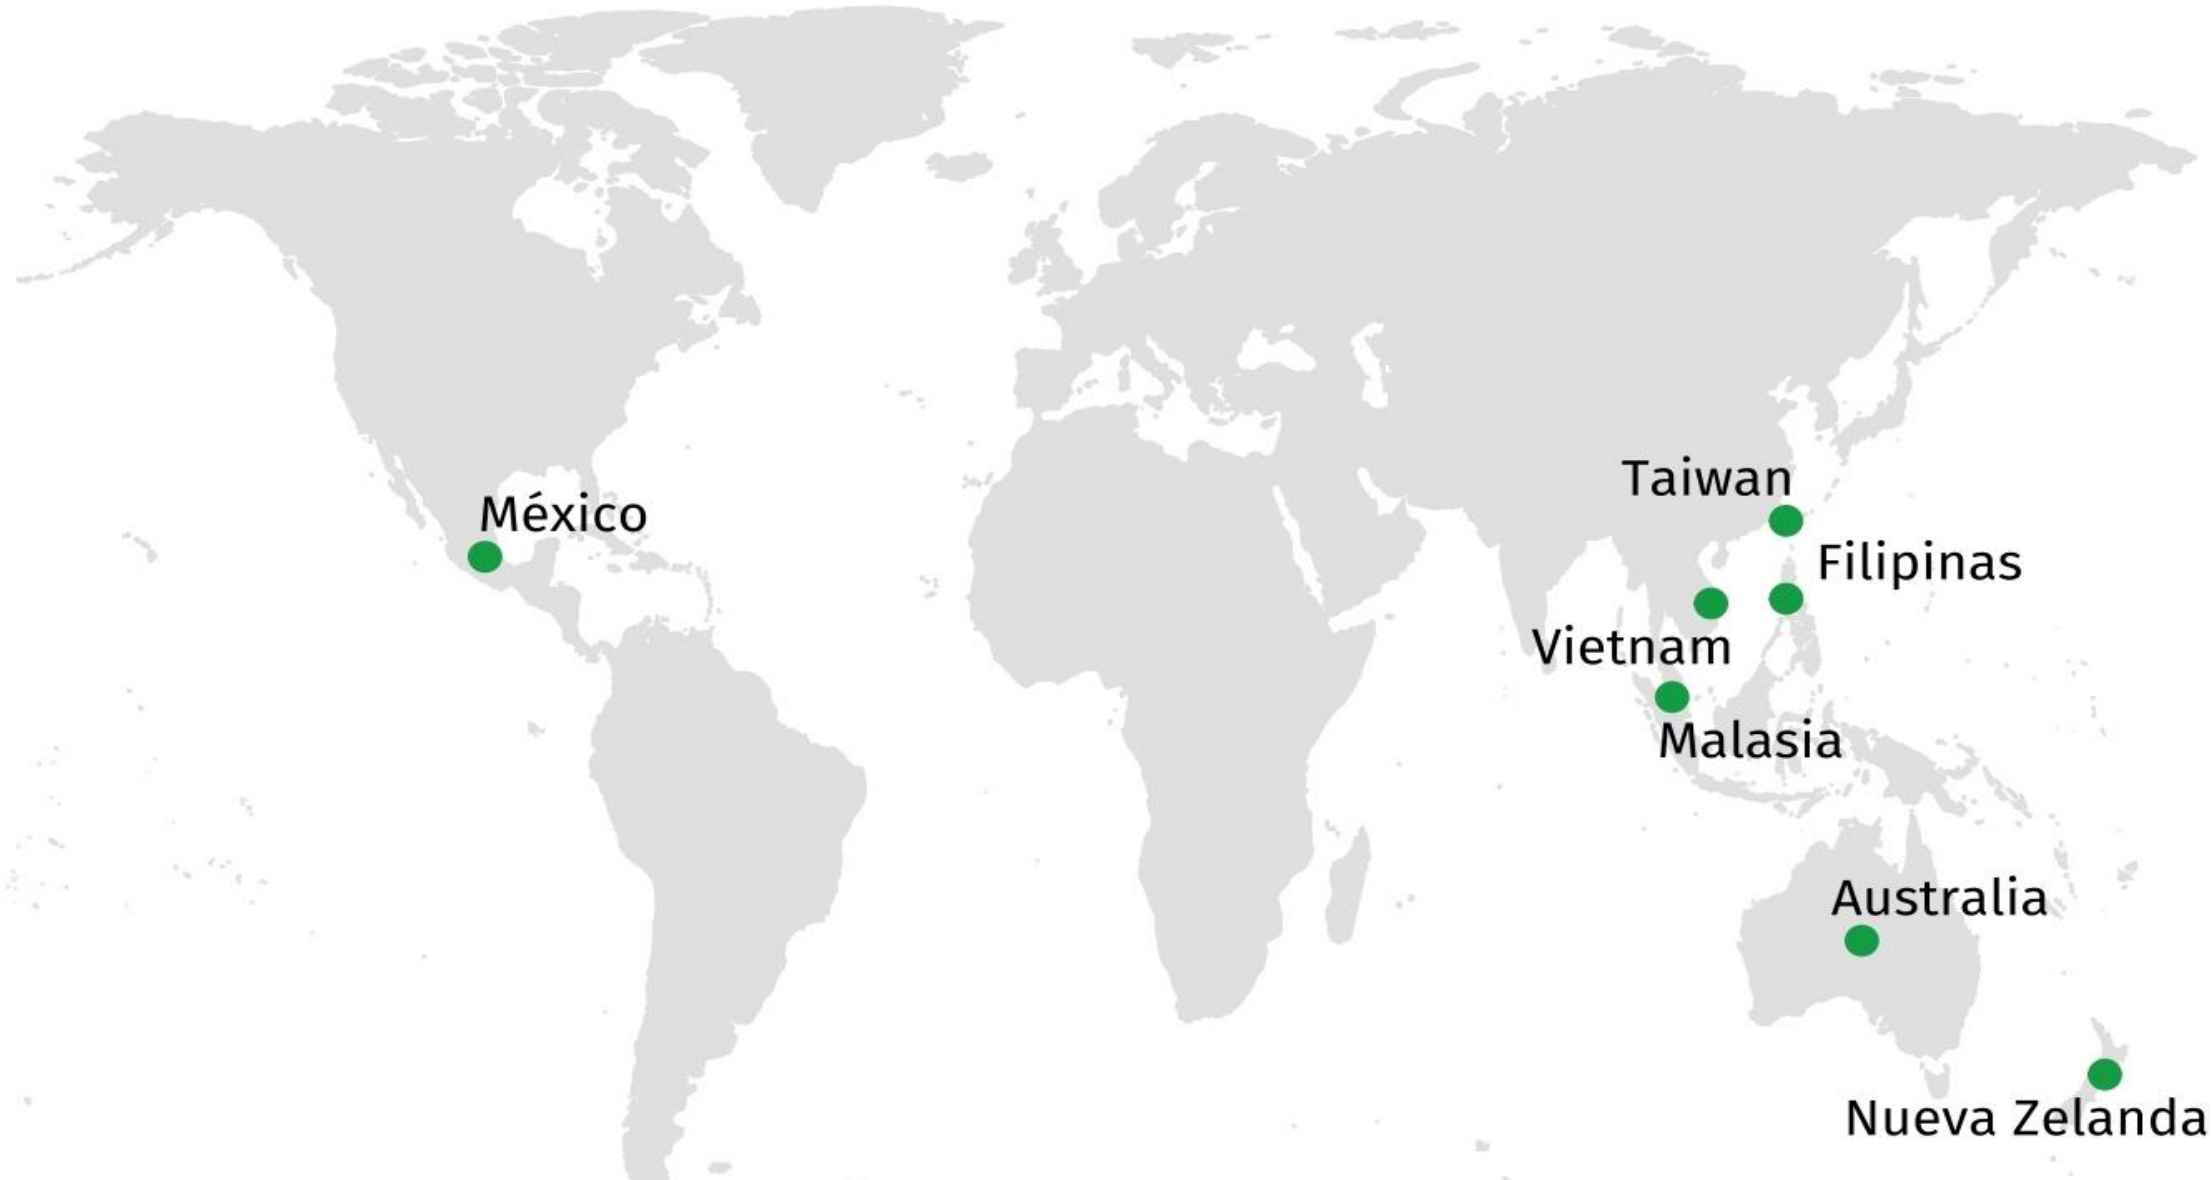 Taiwan
México
Filipinas
Vietnam
Malasia
Australia
Nueva Zelanda